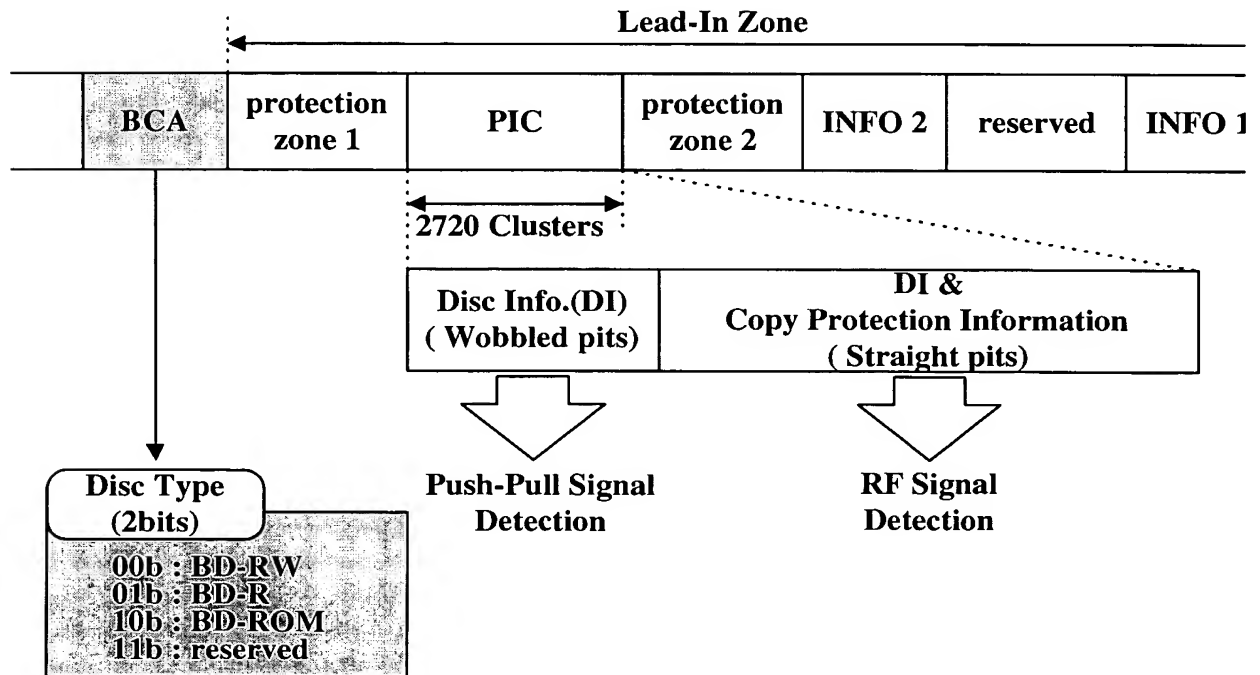 Lead-In Zone
BCA
protection
zone 1
PIC
protection
zone 2
INFO 2
reserved
INFO 1
2720 Clusters
Disc Info.(DI)
( Wobbled pits)
DI &
Copy Protection Information
( Straight pits)
Push-Pull Signal
Detection
RF Signal
Detection
Disc Type
(2bits)
00b : BD-RW
01b : BD-R
10b : BD-ROM
11b : reserved